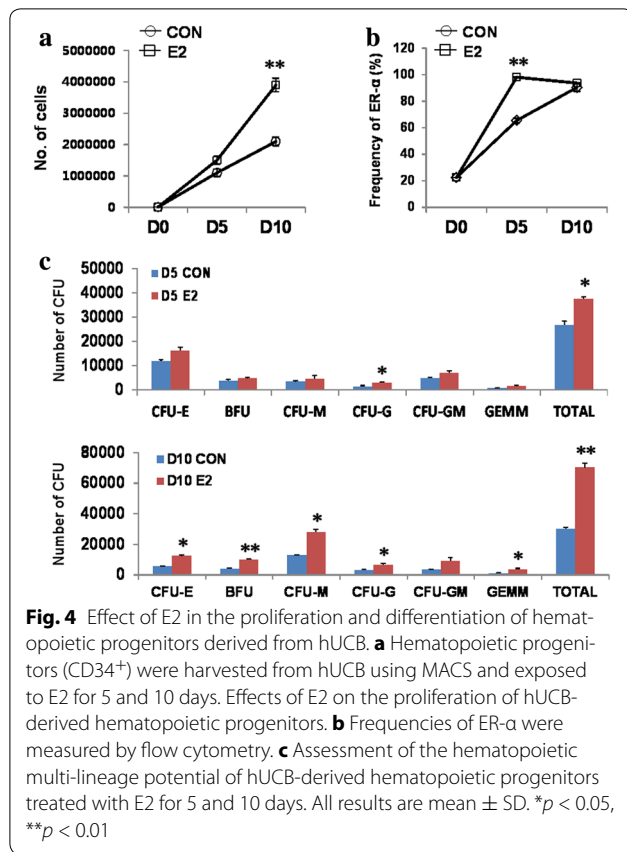 a
CON
E2
No. of cells
5000000
4000000
3000000
2000000
1000000
0
**
D0 D5 D10
b
CON
E2
Frequency of ER-α (%)
120
100
80
60
40
20
0
**
D0 D5 D10
c
D5 CON
D5 E2
Number of CFU
50000
40000
30000
20000
10000
0
*
*
CFU-E BFU CFU-M CFU-G CFU-GM GEMM TOTAL
D10 CON
D10 E2
Number of CFU
80000
60000
40000
20000
0
*
**
*
*
*
**
CFU-E BFU CFU-M CFU-G CFU-GM GEMM TOTAL
Fig. 4 Effect of E2 in the proliferation and differentiation of hemat-
opoietic progenitors derived from hUCB. a Hematopoietic progeni-
tors (CD34+) were harvested from hUCB using MACS and exposed
to E2 for 5 and 10 days. Effects of E2 on the proliferation of hUCB-
derived hematopoietic progenitors. b Frequencies of ER-α were
measured by flow cytometry. c Assessment of the hematopoietic
multi-lineage potential of hUCB-derived hematopoietic progenitors
treated with E2 for 5 and 10 days. All results are mean ± SD. *p < 0.05,
**p < 0.01